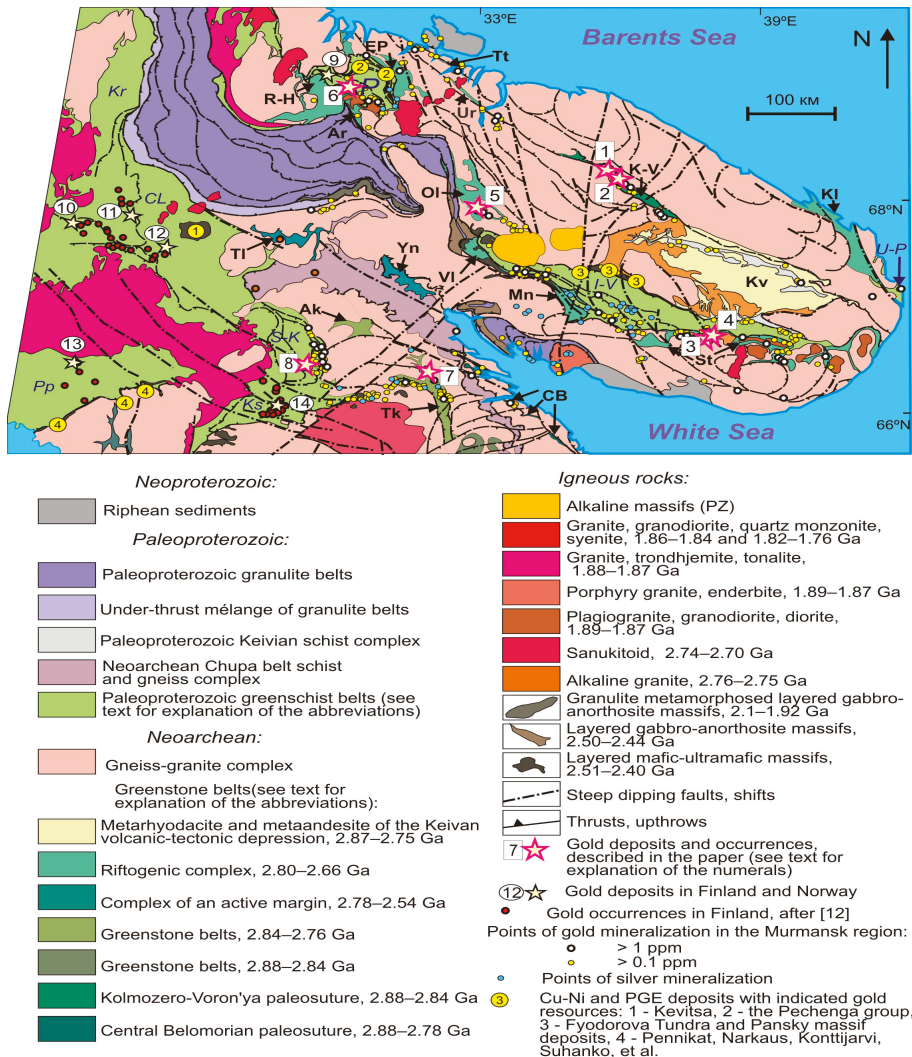 33ºE
39ºE
Barents Sea
N
100 км
EP
9
2
2
Tt
6
R-H
Ur
Ar
Kr
1
K-V
2
Ol
5
Kl
68ºN
10
11
CL
12
1
Tl
Yn
Vl
3
3
I-V
Kv
U-P
Mn
Ak
4
3
St
13
S-K
8
7
Pp
4
4
4
Ks
14
Tk
CB
White Sea
66ºN
Neoproterozoic:
Riphean sediments
Paleoproterozoic:
Paleoproterozoic granulite belts
Under-thrust mélange of granulite belts
Paleoproterozoic Keivian schist complex
Neoarchean Chupa belt schist
and gneiss complex
Paleoproterozoic greenschist belts (see
text for explanation of the abbreviations)
Neoarchean:
Gneiss-granite complex
Greenstone belts(see text for
explanation of the abbreviations):
Metarhyodacite and metaandesite of the Keivan
volcanic-tectonic depression, 2.87–2.75 Ga
Riftogenic complex, 2.80–2.66 Ga
Complex of an active margin, 2.78–2.54 Ga
Greenstone belts, 2.84–2.76 Ga
Greenstone belts, 2.88–2.84 Ga
Kolmozero-Voron'ya paleosuture, 2.88–2.84 Ga
Central Belomorian paleosuture, 2.88–2.78 Ga
Igneous rocks:
Alkaline massifs (PZ)
Granite, granodiorite, quartz monzonite,
syenite, 1.86–1.84 and 1.82–1.76 Ga
Granite, trondhjemite, tonalite,
1.88–1.87 Ga
Porphyry granite, enderbite, 1.89–1.87 Ga
Plagiogranite, granodiorite, diorite,
1.89–1.87 Ga
Sanukitoid, 2.74–2.70 Ga
Alkaline granite, 2.76–2.75 Ga
Granulite metamorphosed layered gabbro-
anorthosite massifs, 2.1–1.92 Ga
Layered gabbro-anorthosite massifs,
2.50–2.44 Ga
Layered mafic-ultramafic massifs,
2.51–2.40 Ga
Steep dipping faults, shifts
Thrusts, upthrows
7 Gold deposits and occurrences,
described in the paper (see text for
explanation of the numerals)
12 Gold deposits in Finland and Norway
Gold occurrences in Finland, after [12]
Points of gold mineralization in the Murmansk region:
> 1 ppm
> 0.1 ppm
Points of silver mineralization
3 Cu-Ni and PGE deposits with indicated gold
resources: 1 - Kevitsa, 2 - the Pechenga group,
3 - Fyodorova Tundra and Pansky massif
deposits, 4 - Pennikat, Narkaus, Konttijarvi,
Suhanko, et al.